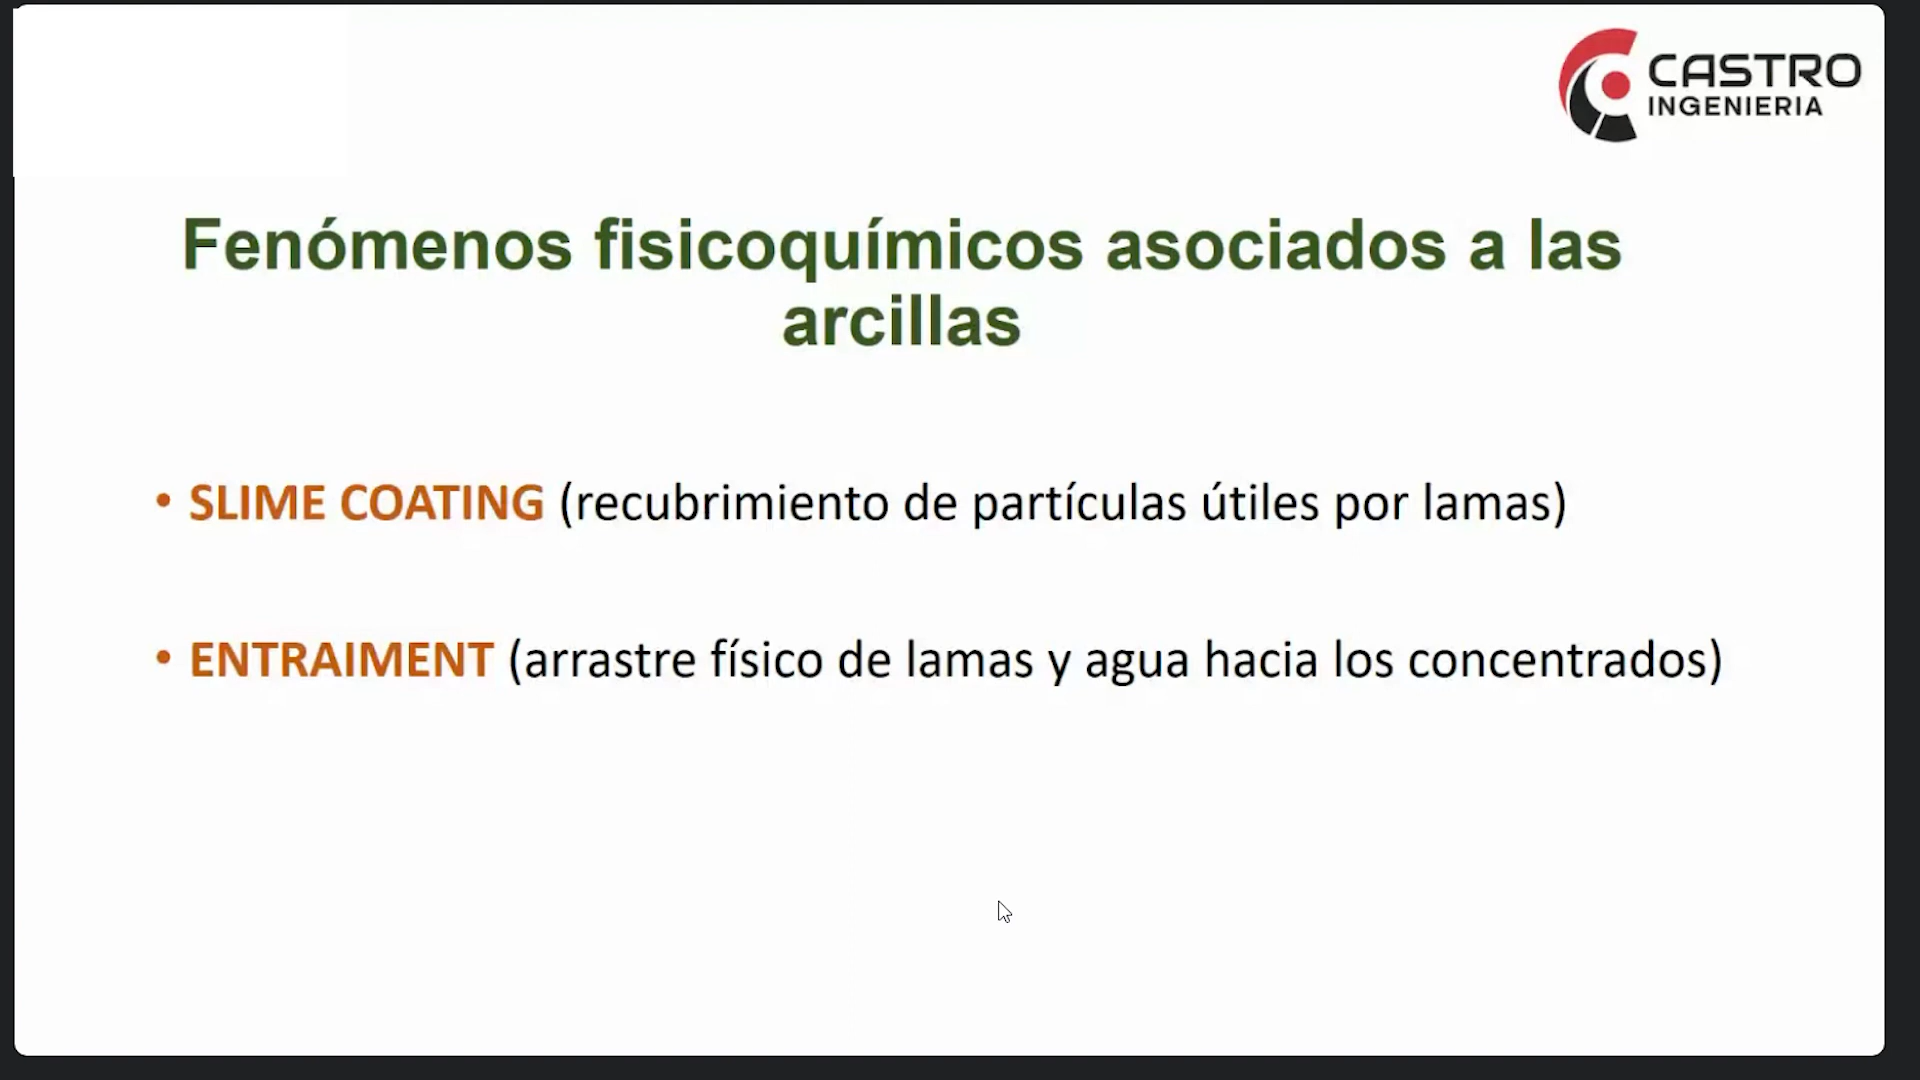 CASTRO
INGENIERIA
Fenómenos fisicoquímicos asociados a las
arcillas
• SLIME COATING (recubrimiento de partículas útiles por lamas)
• ENTRAIMENT (arrastre físico de lamas y agua hacia los concentrados)